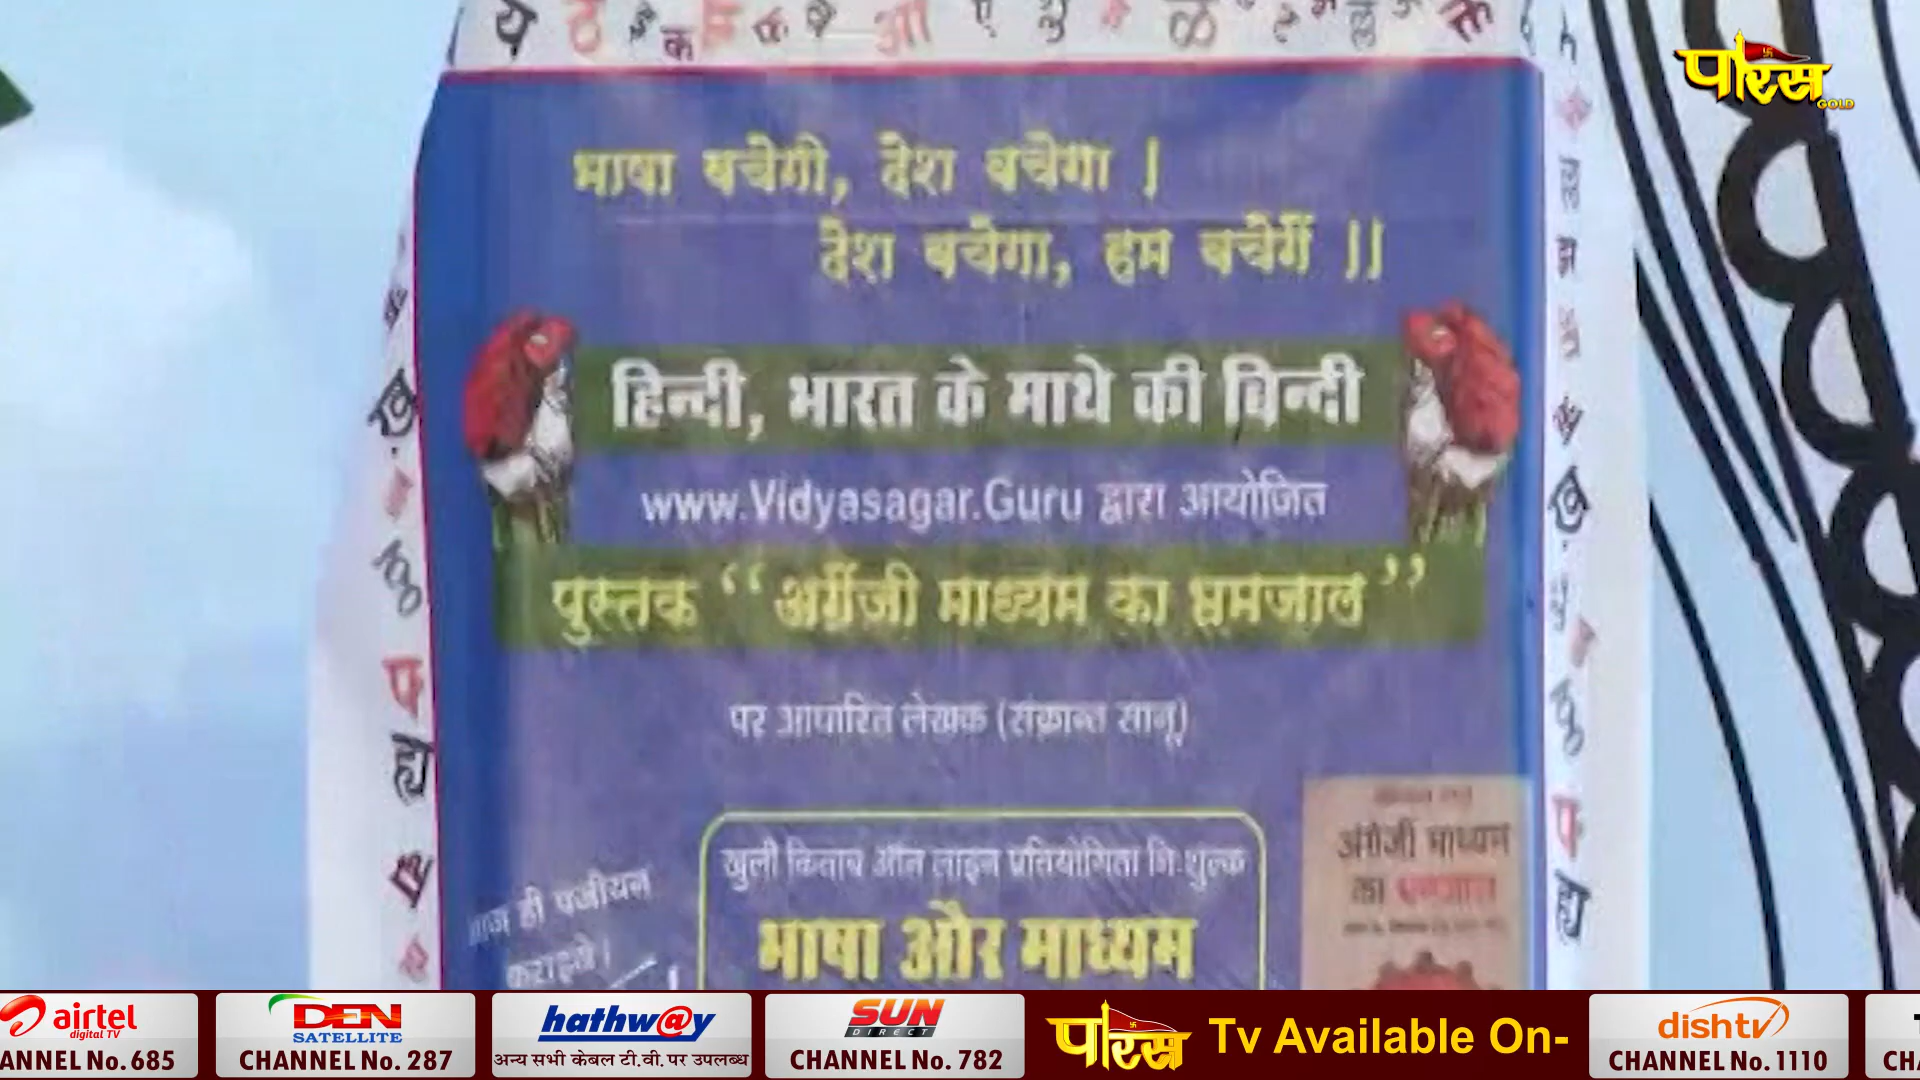 पारस
GOLD
भाषा बचेगी, देश बचेगा |
देश बचेगा, हम बचेगें ||
हिन्दी, भारत के माथे की बिन्दी
www.Vidyasagar.Guru द्वारा आयोजित
पुस्तक “अंग्रेंजी माध्यम का भ्रमजाल”
पर आधारित लेखक (संक्रान्त सानू)
खुली किताब ऑन लाइन प्रतियोगिता निःशुल्क
भाषा और माध्यम
आज ही पंजीयन
कराइये।
अंग्रेजी माध्यम
का भ्रमजाल
airtel
digital TV
ANNEL No. 685
DEN
SATELLITE
CHANNEL No. 287
hathw@y
अन्य सभी केबल टी.वी. पर उपलब्ध
SUN
DIRECT
CHANNEL No. 782
पारस Tv Available On-
dishtv
CHANNEL No. 1110
CHA